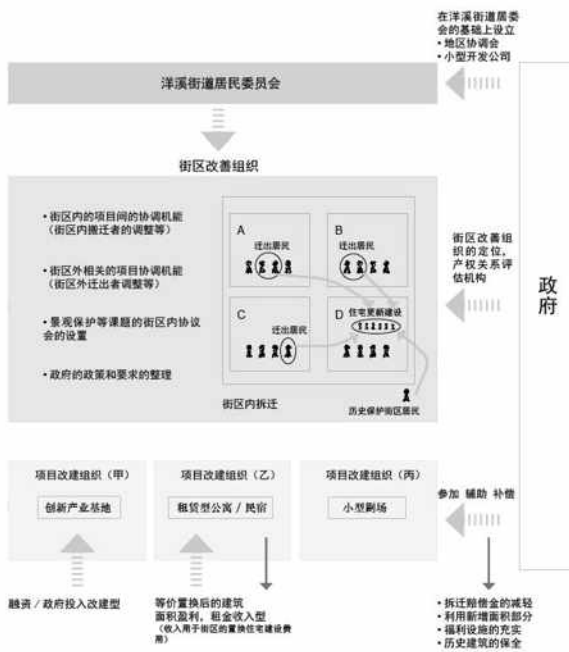 在洋溪街道居委
会的基础上设立
• 地区协调会
• 小型开发公司
洋溪街道居民委员会
街区改善组织
• 街区内的项目间的协调机能
（街区内搬迁者的调整等）
• 街区外相关的项目协调机能
（街区外迁出者调整等）
• 景观保护等课题的街区内协议
会的设置
• 政府的政策和要求的整理
A
迁出居民
B
迁出居民
C
迁出居民
D
住宅更新建设
街区内拆迁
历史保护街区居民
街区改善组
织的定位，
产权关系评
估机构
政府
项目改建组织（甲）
创新产业基地
项目改建组织（乙）
租赁型公寓 / 民宿
项目改建组织（丙）
小型剧场
参加 辅助 补偿
融资 / 政府投入改建型
等价置换后的建筑
面积盈利，租金收入型
（收入用于街区的置换住宅建设费
用）
• 拆迁赔偿金的减轻
• 利用新增面积部分
• 福利设施的充实
• 历史建筑的保全